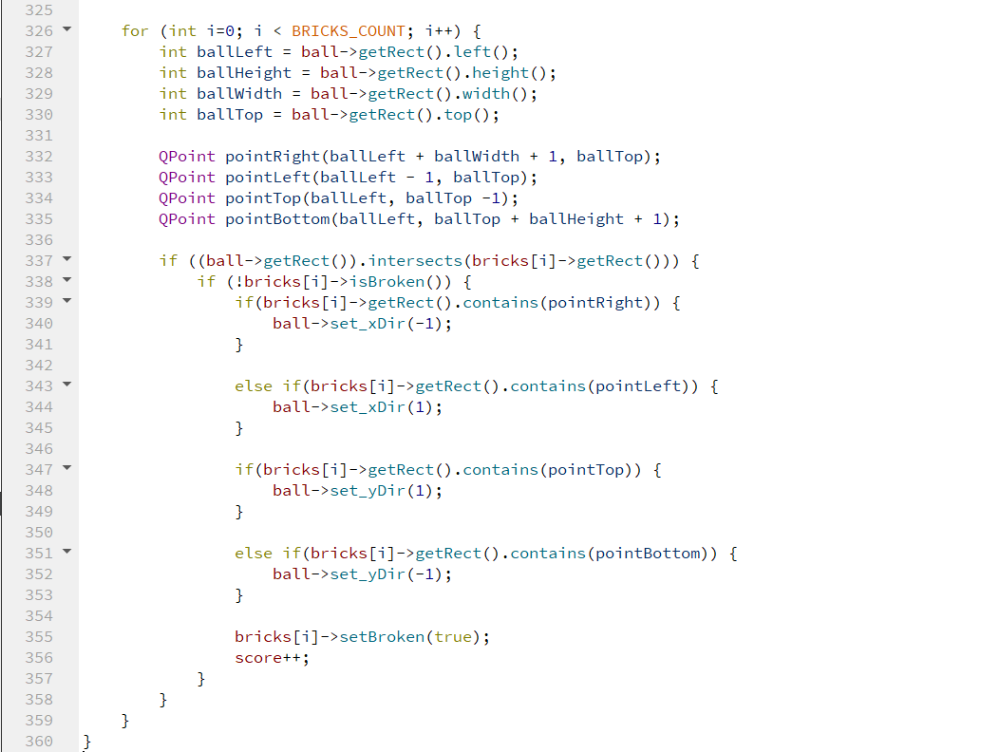 325
326 for (int i=0; i < BRICKS_COUNT; i++) {
327 int ballLeft = ball->getRect().left();
328 int ballHeight = ball->getRect().height();
329 int ballWidth = ball->getRect().width();
330 int ballTop = ball->getRect().top();
331
332 QPoint pointRight(ballLeft + ballWidth + 1, ballTop);
333 QPoint pointLeft(ballLeft - 1, ballTop);
334 QPoint pointTop(ballLeft, ballTop -1);
335 QPoint pointBottom(ballLeft, ballTop + ballHeight + 1);
336
337 if ((ball->getRect()).intersects(bricks[i]->getRect())) {
338 if (!bricks[i]->isBroken()) {
339 if(bricks[i]->getRect().contains(pointRight)) {
340 ball->set_xDir(-1);
341 }
342
343 else if(bricks[i]->getRect().contains(pointLeft)) {
344 ball->set_xDir(1);
345 }
346
347 if(bricks[i]->getRect().contains(pointTop)) {
348 ball->set_yDir(1);
349 }
350
351 else if(bricks[i]->getRect().contains(pointBottom)) {
352 ball->set_yDir(-1);
353 }
354
355 bricks[i]->setBroken(true);
356 score++;
357 }
358 }
359 }
360 }